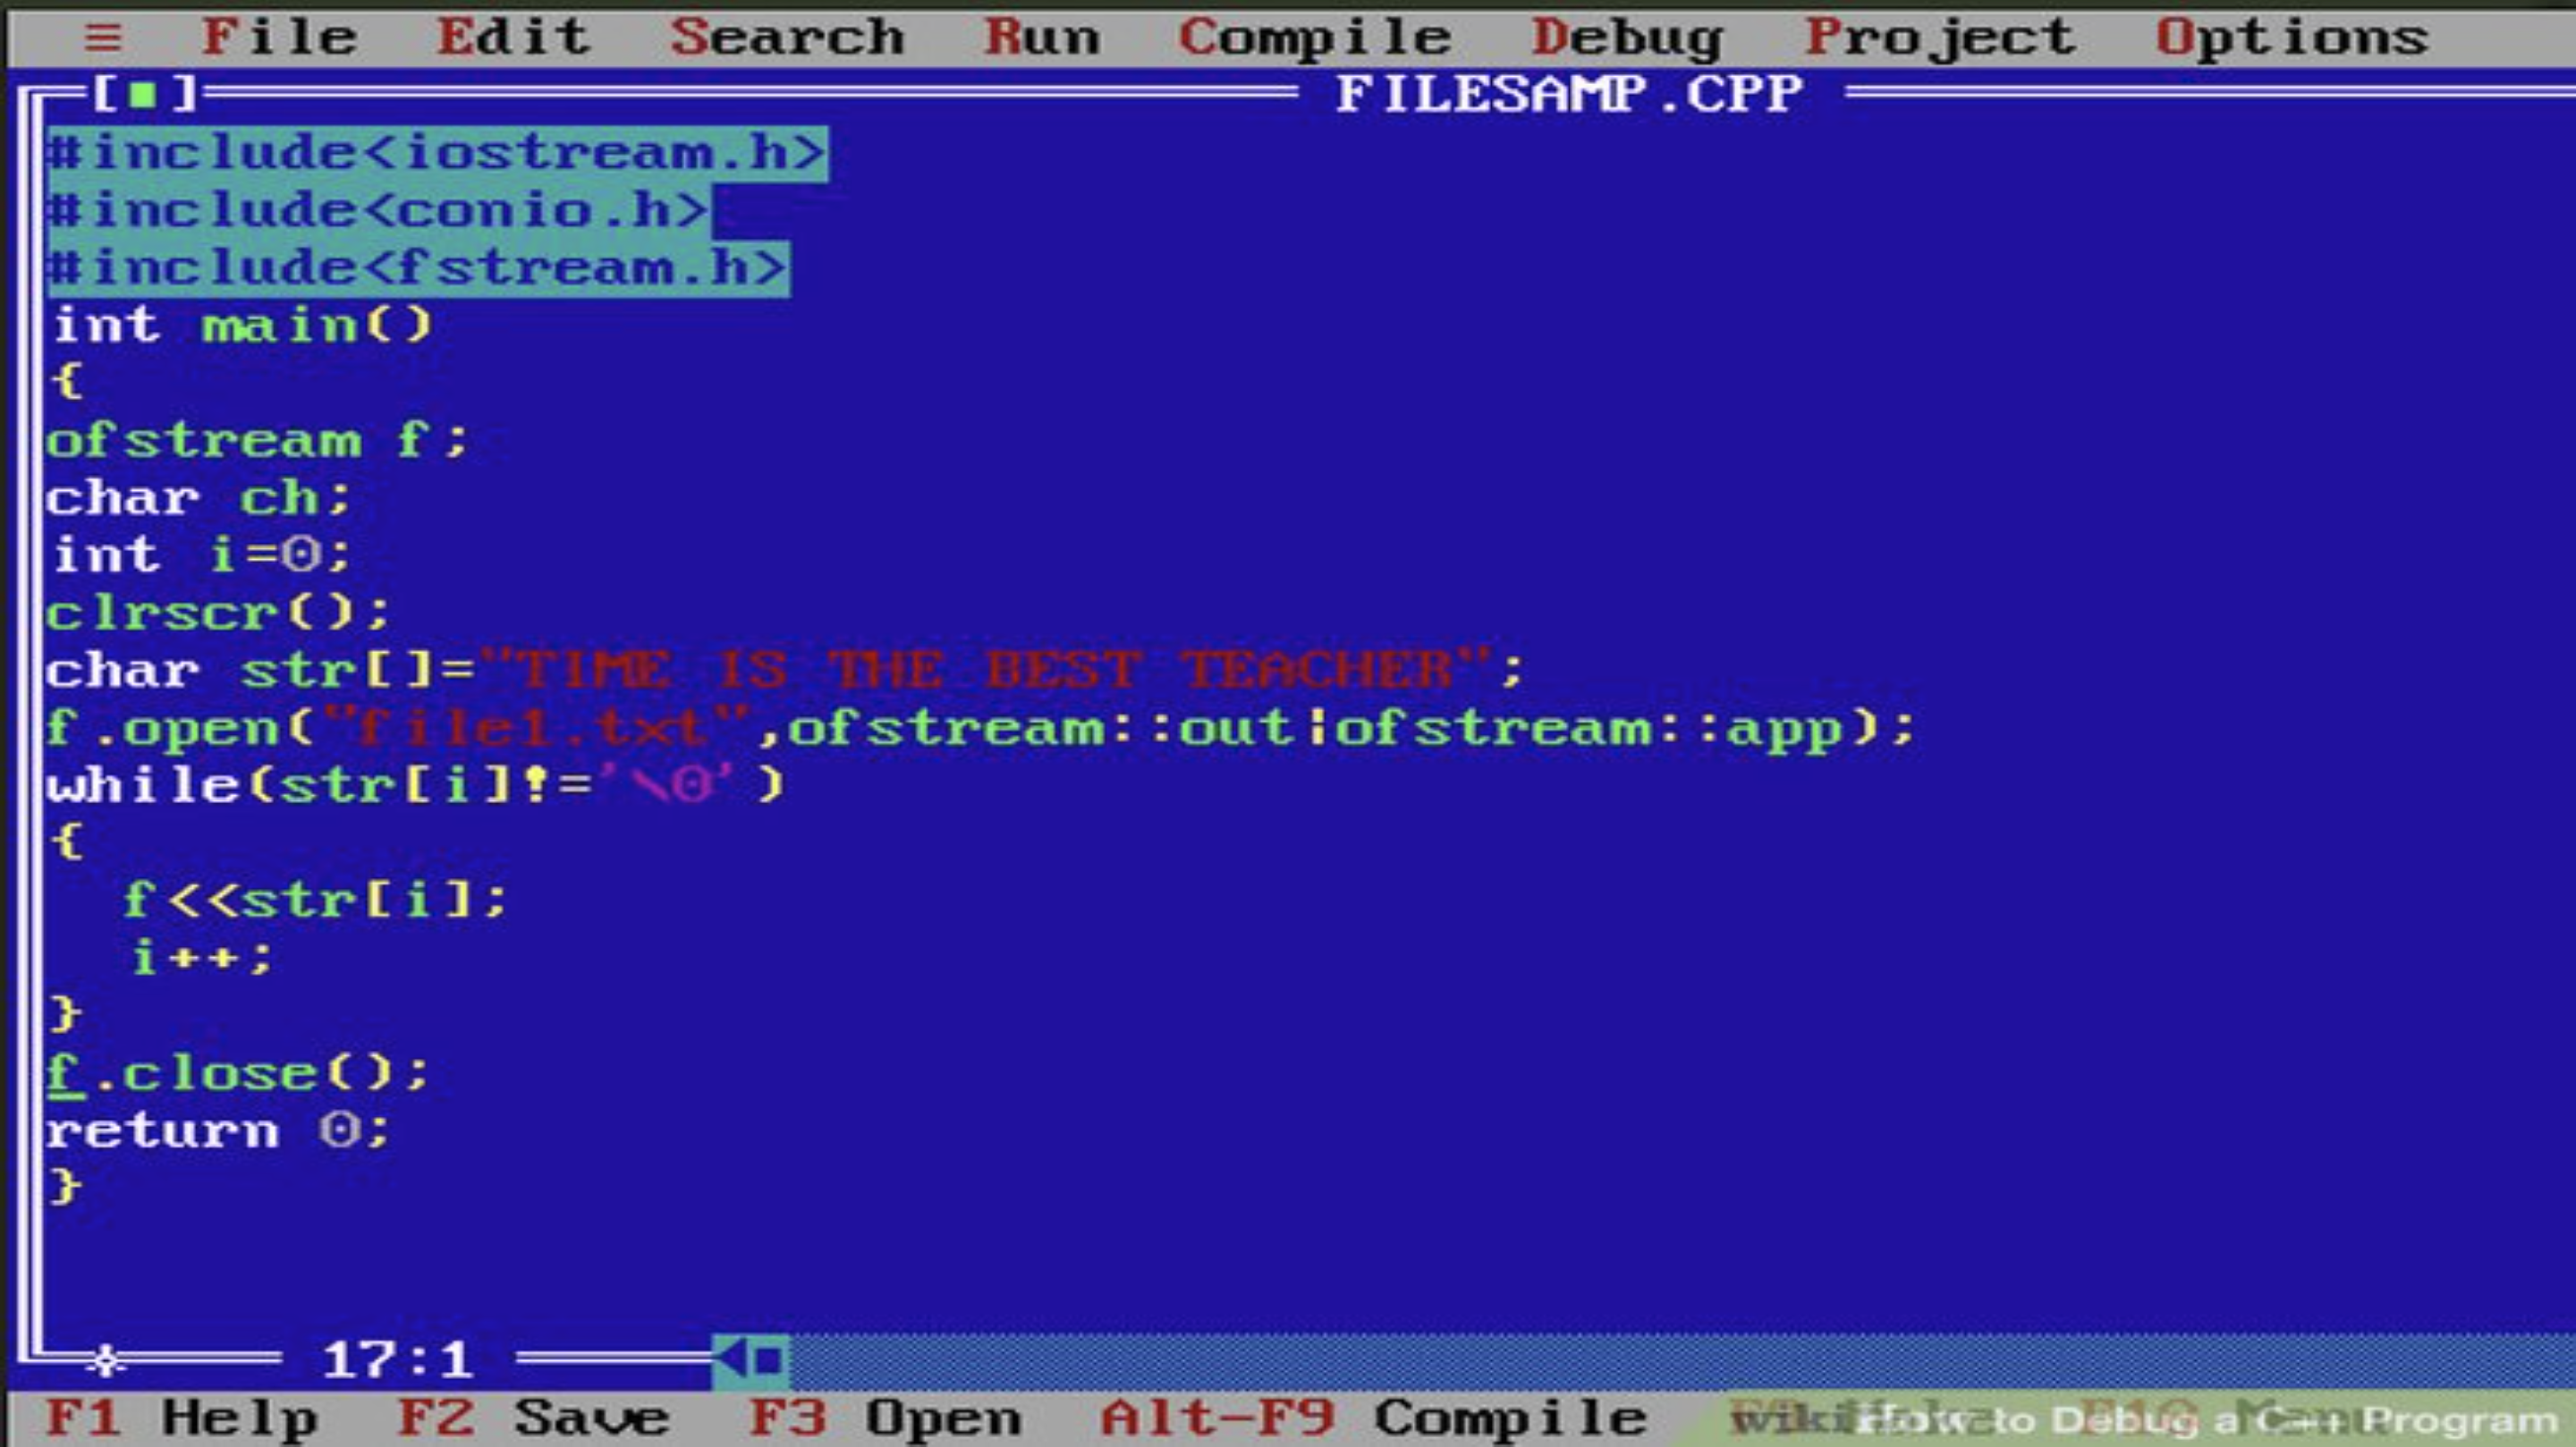 ≡ File Edit Search Run Compile Debug Project Options
[■] FILESAMP.CPP
#include<iostream.h>
#include<conio.h>
#include<fstream.h>
int main()
{
ofstream f;
char ch;
int i=0;
clrscr();
char str[]="TIME IS THE BEST TEACHER";
f.open("file1.txt",ofstream::out|ofstream::app);
while(str[i]!='\0')
{
f<<str[i];
i++;
}
f.close();
return 0;
}
17:1
F1 Help F2 Save F3 Open Alt-F9 Compile F10 Menu
wikiHow to Debug a C++ Program